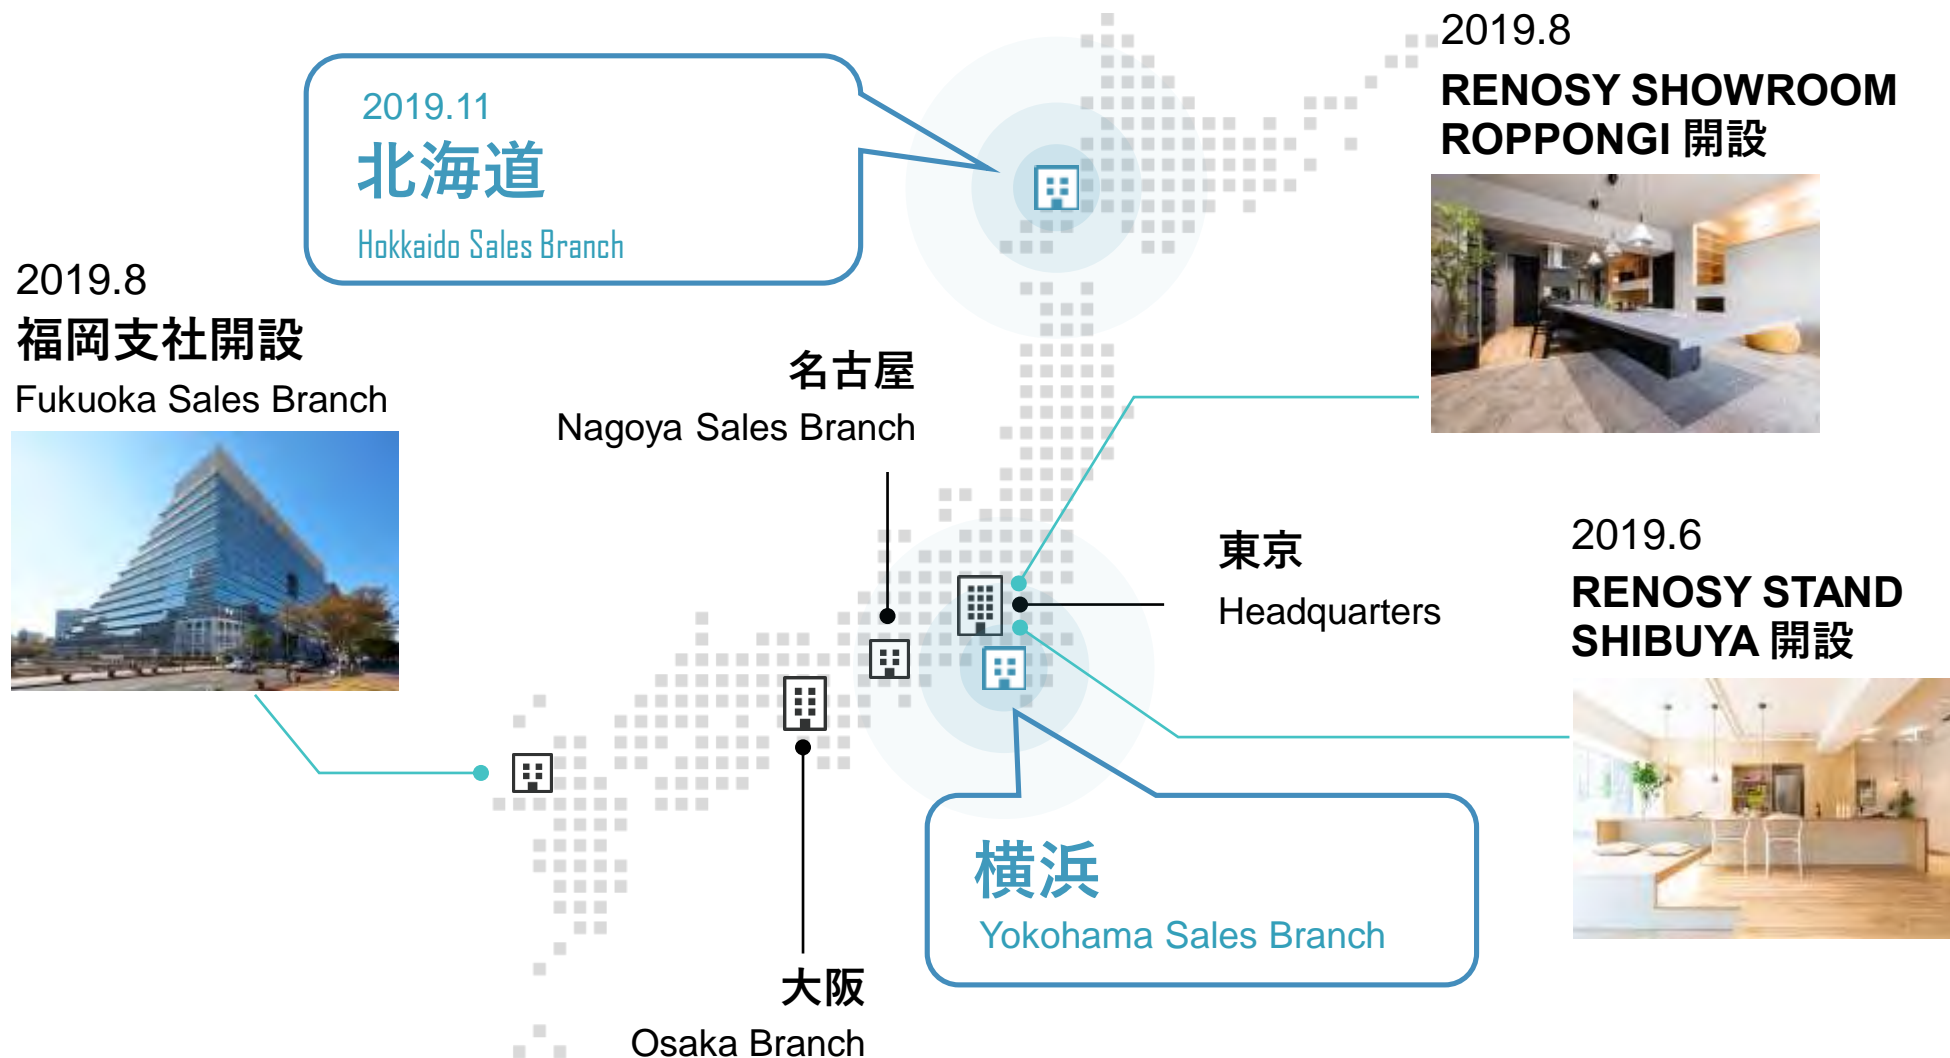 2019.11
北海道
Hokkaido Sales Branch
2019.8
RENOSY SHOWROOM
ROPPONGI 開設
2019.8
福岡支社開設
Fukuoka Sales Branch
名古屋
Nagoya Sales Branch
東京
Headquarters
2019.6
RENOSY STAND
SHIBUYA 開設
横浜
Yokohama Sales Branch
大阪
Osaka Branch